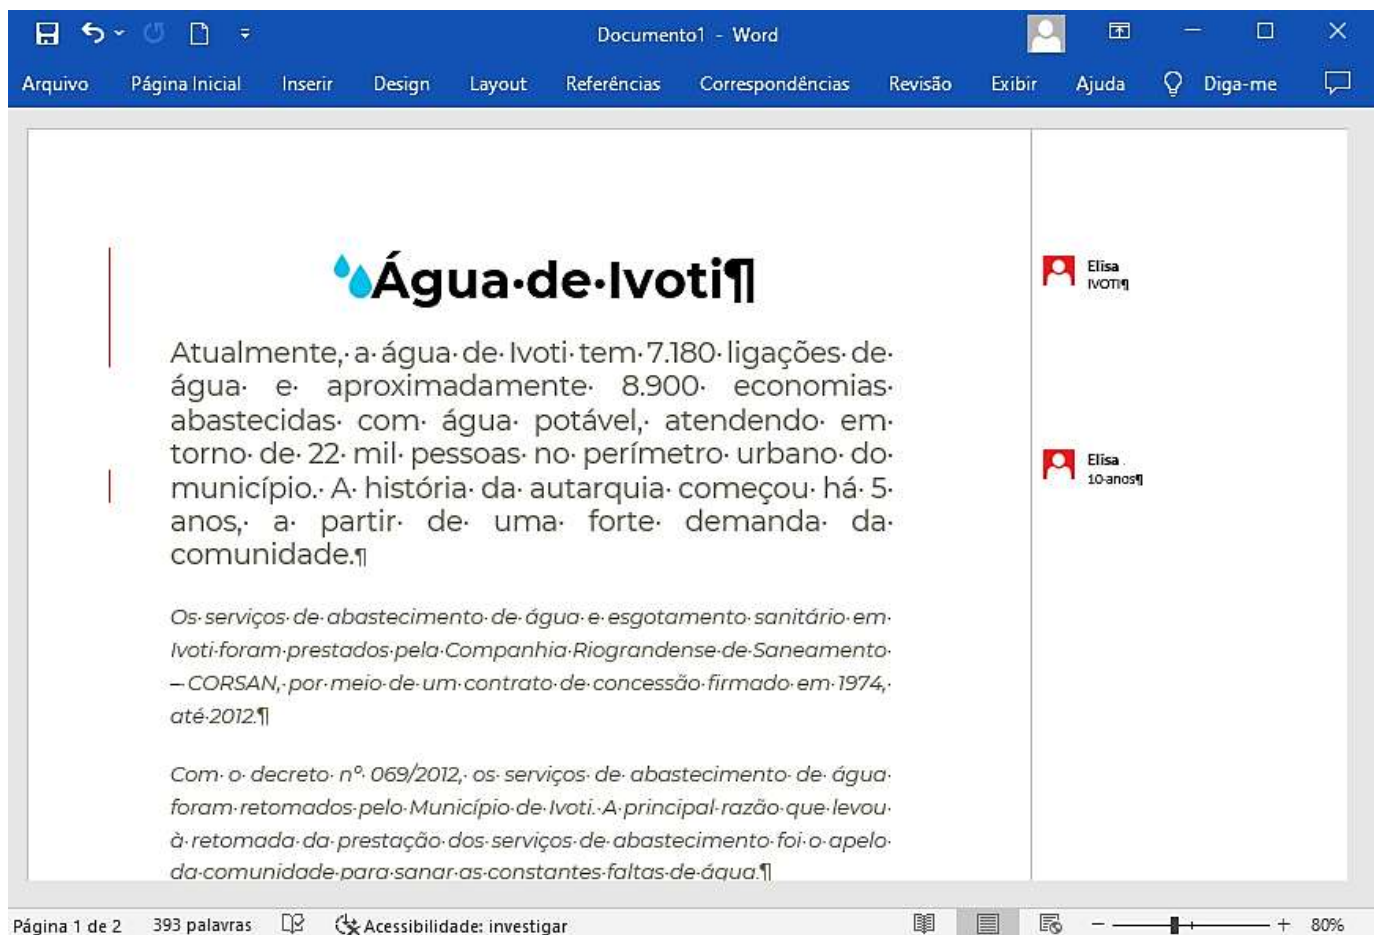 Documento1 - Word
Arquivo Página Inicial Inserir Design Layout Referências Correspondências Revisão Exibir Ajuda Diga-me
Água·de·Ivoti¶
Atualmente,·a·água·de·Ivoti·tem·7.180·ligações·de·
água· e· aproximadamente· 8.900· economias·
abastecidas· com· água· potável,· atendendo· em·
torno· de· 22· mil· pessoas· no· perímetro· urbano· do·
município.· A· história· da· autarquia· começou· há· 5·
anos,· a· partir· de· uma· forte· demanda· da·
comunidade.¶
Os·serviços·de·abastecimento·de·água·e·esgotamento·sanitário·em·
Ivoti·foram·prestados·pela·Companhia·Riograndense·de·Saneamento·
–·CORSAN,·por·meio·de·um·contrato·de·concessão·firmado·em·1974,·
até·2012.¶
Com· o· decreto· nº· 069/2012,· os· serviços· de· abastecimento· de· água·
foram·retomados·pelo·Município·de·Ivoti.·A·principal·razão·que·levou·
à·retomada·da·prestação·dos·serviços·de·abastecimento·foi·o·apelo·
da·comunidade·para·sanar·as·constantes·faltas·de·água.¶
Elisa
IVOTI¶
Elisa .
10·anos¶
Página 1 de 2 393 palavras Acessibilidade: investigar 80%